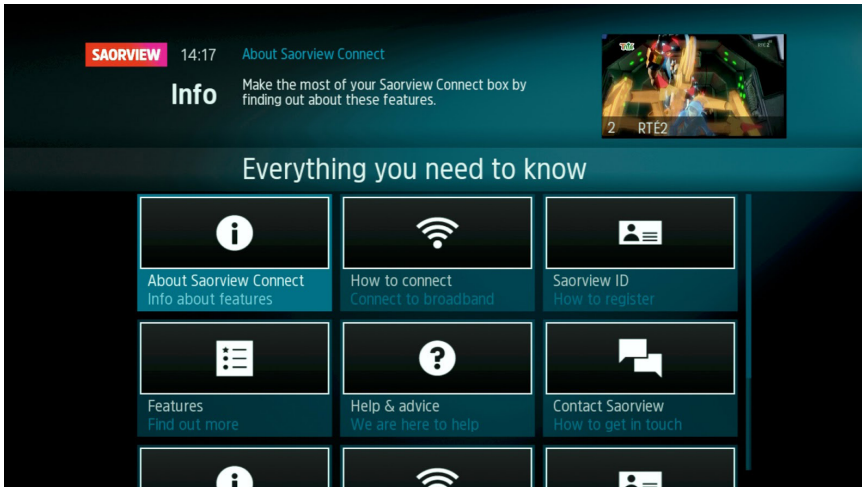 SAORVIEW 14:17 About Saorview Connect
Info
Make the most of your Saorview Connect box by
finding out about these features.
2 RTÉ2
Everything you need to know
About Saorview Connect
Info about features
How to connect
Connect to broadband
Saorview ID
How to register
Features
Find out more
Help & advice
We are here to help
Contact Saorview
How to get in touch